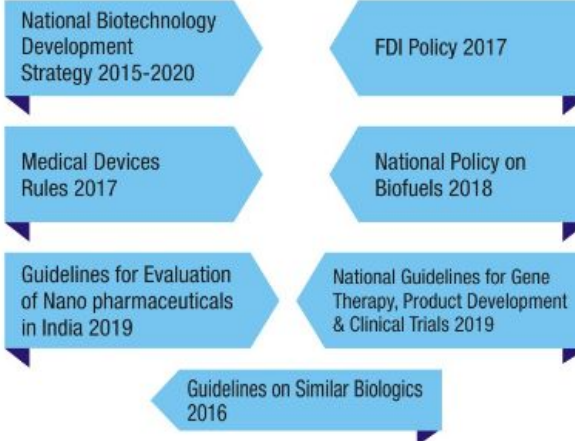 National Biotechnology
Development
Strategy 2015-2020
FDI Policy 2017
Medical Devices
Rules 2017
National Policy on
Biofuels 2018
Guidelines for Evaluation
of Nano pharmaceuticals
in India 2019
National Guidelines for Gene
Therapy, Product Development
& Clinical Trials 2019
Guidelines on Similar Biologics
2016